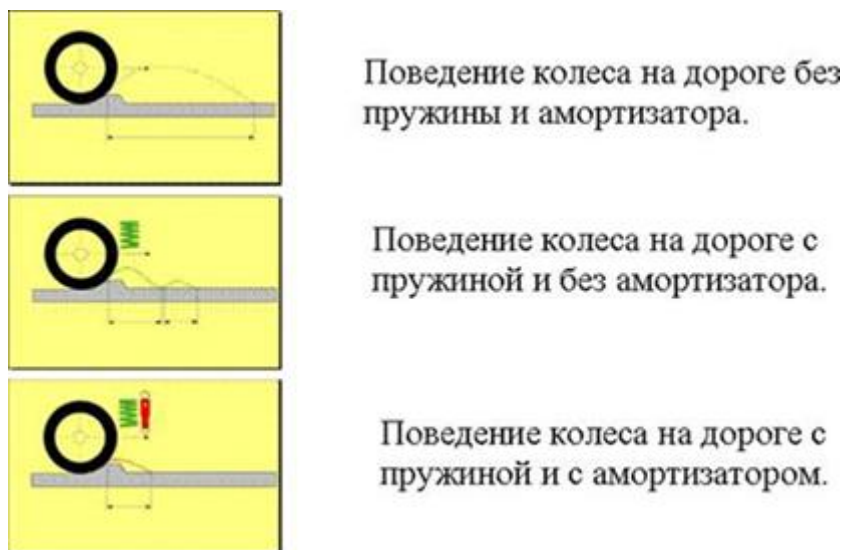 Поведение колеса на дороге без
пружины и амортизатора.
Поведение колеса на дороге с
пружиной и без амортизатора.
Поведение колеса на дороге с
пружиной и с амортизатором.